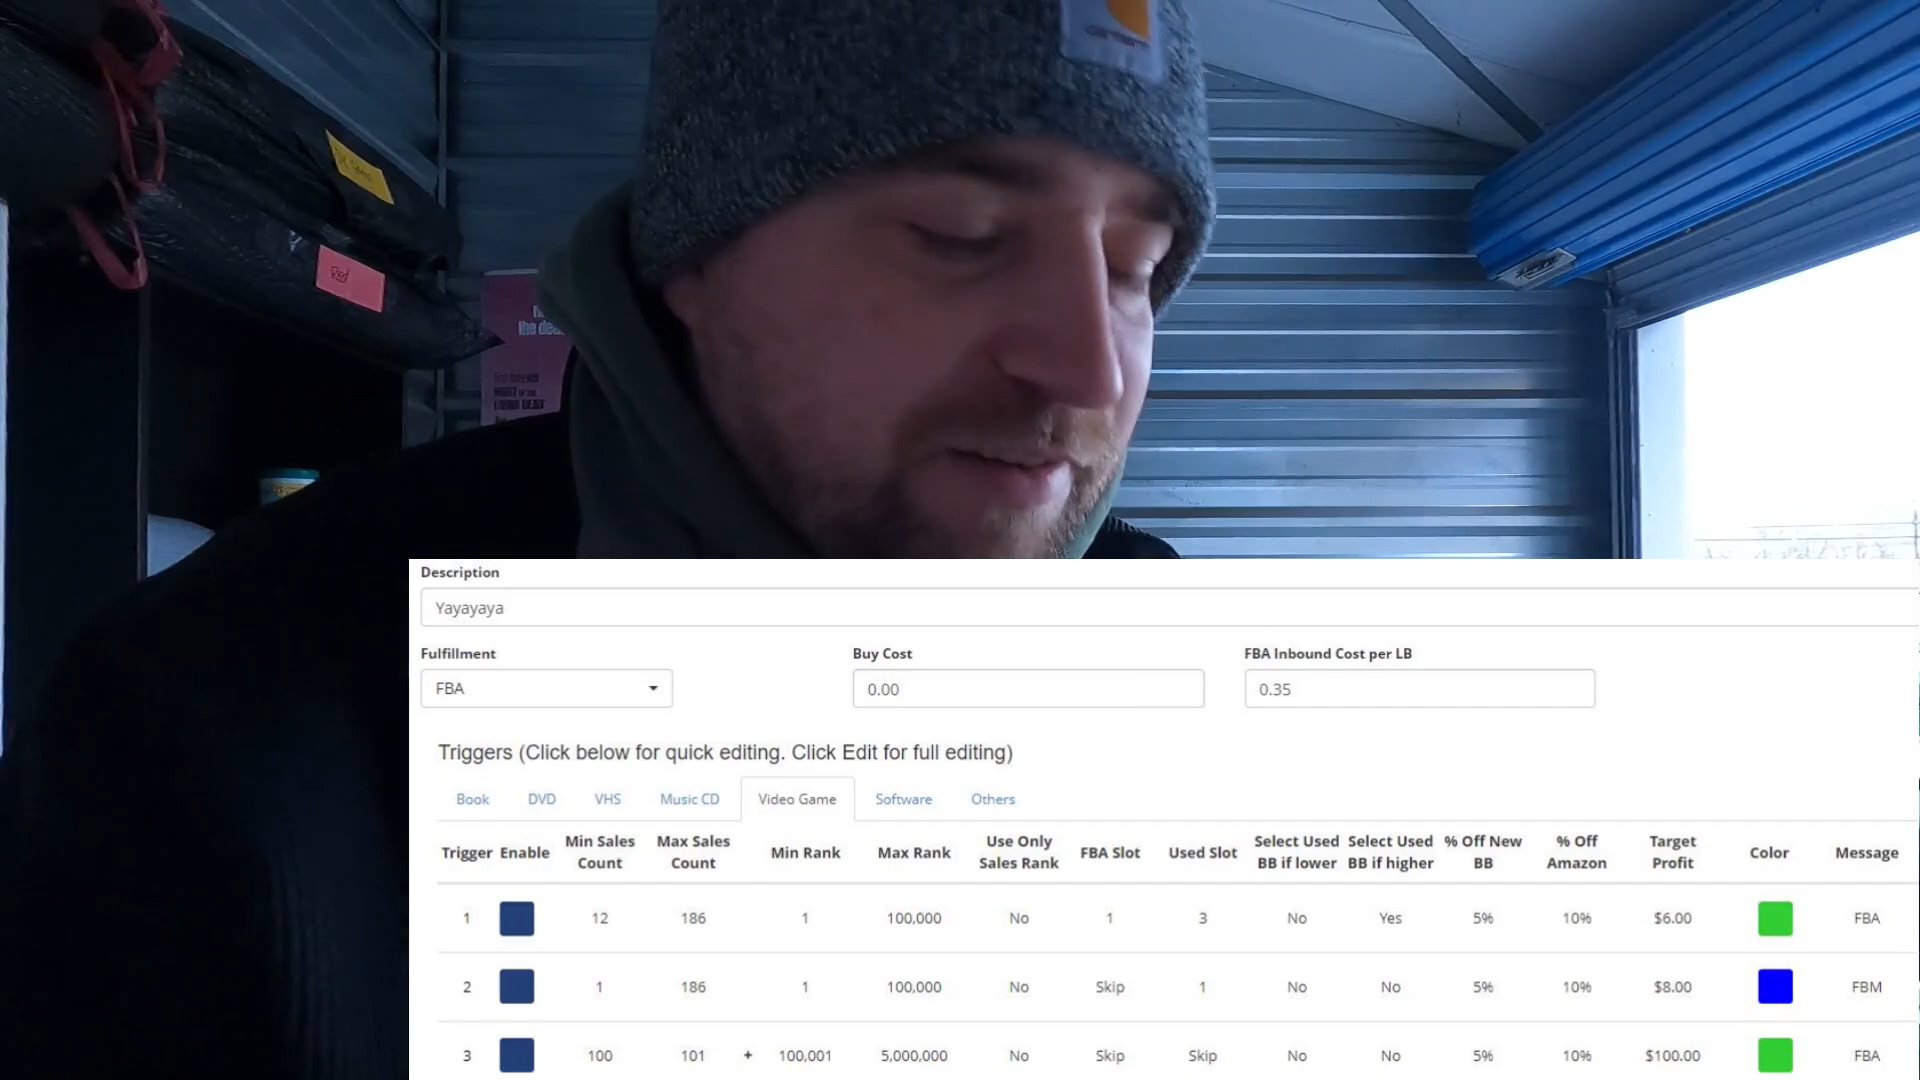 carhartt
Red
the dea
LIVING DEAD
Description
Yayayaya
Fulfillment
Buy Cost
FBA Inbound Cost per LB
FBA
0.00
0.35
Triggers (Click below for quick editing. Click Edit for full editing)
Book DVD VHS Music CD Video Game Software Others
Trigger Enable Min Sales Count Max Sales Count Min Rank Max Rank Use Only Sales Rank FBA Slot Used Slot Select Used BB if lower Select Used BB if higher % Off New BB % Off Amazon Target Profit Color Message
1 12 186 1 100,000 No 1 3 No Yes 5% 10% $6.00 FBA
2 1 186 1 100,000 No Skip 1 No No 5% 10% $8.00 FBM
3 100 101 + 100,001 5,000,000 No Skip Skip No No 5% 10% $100.00 FBA